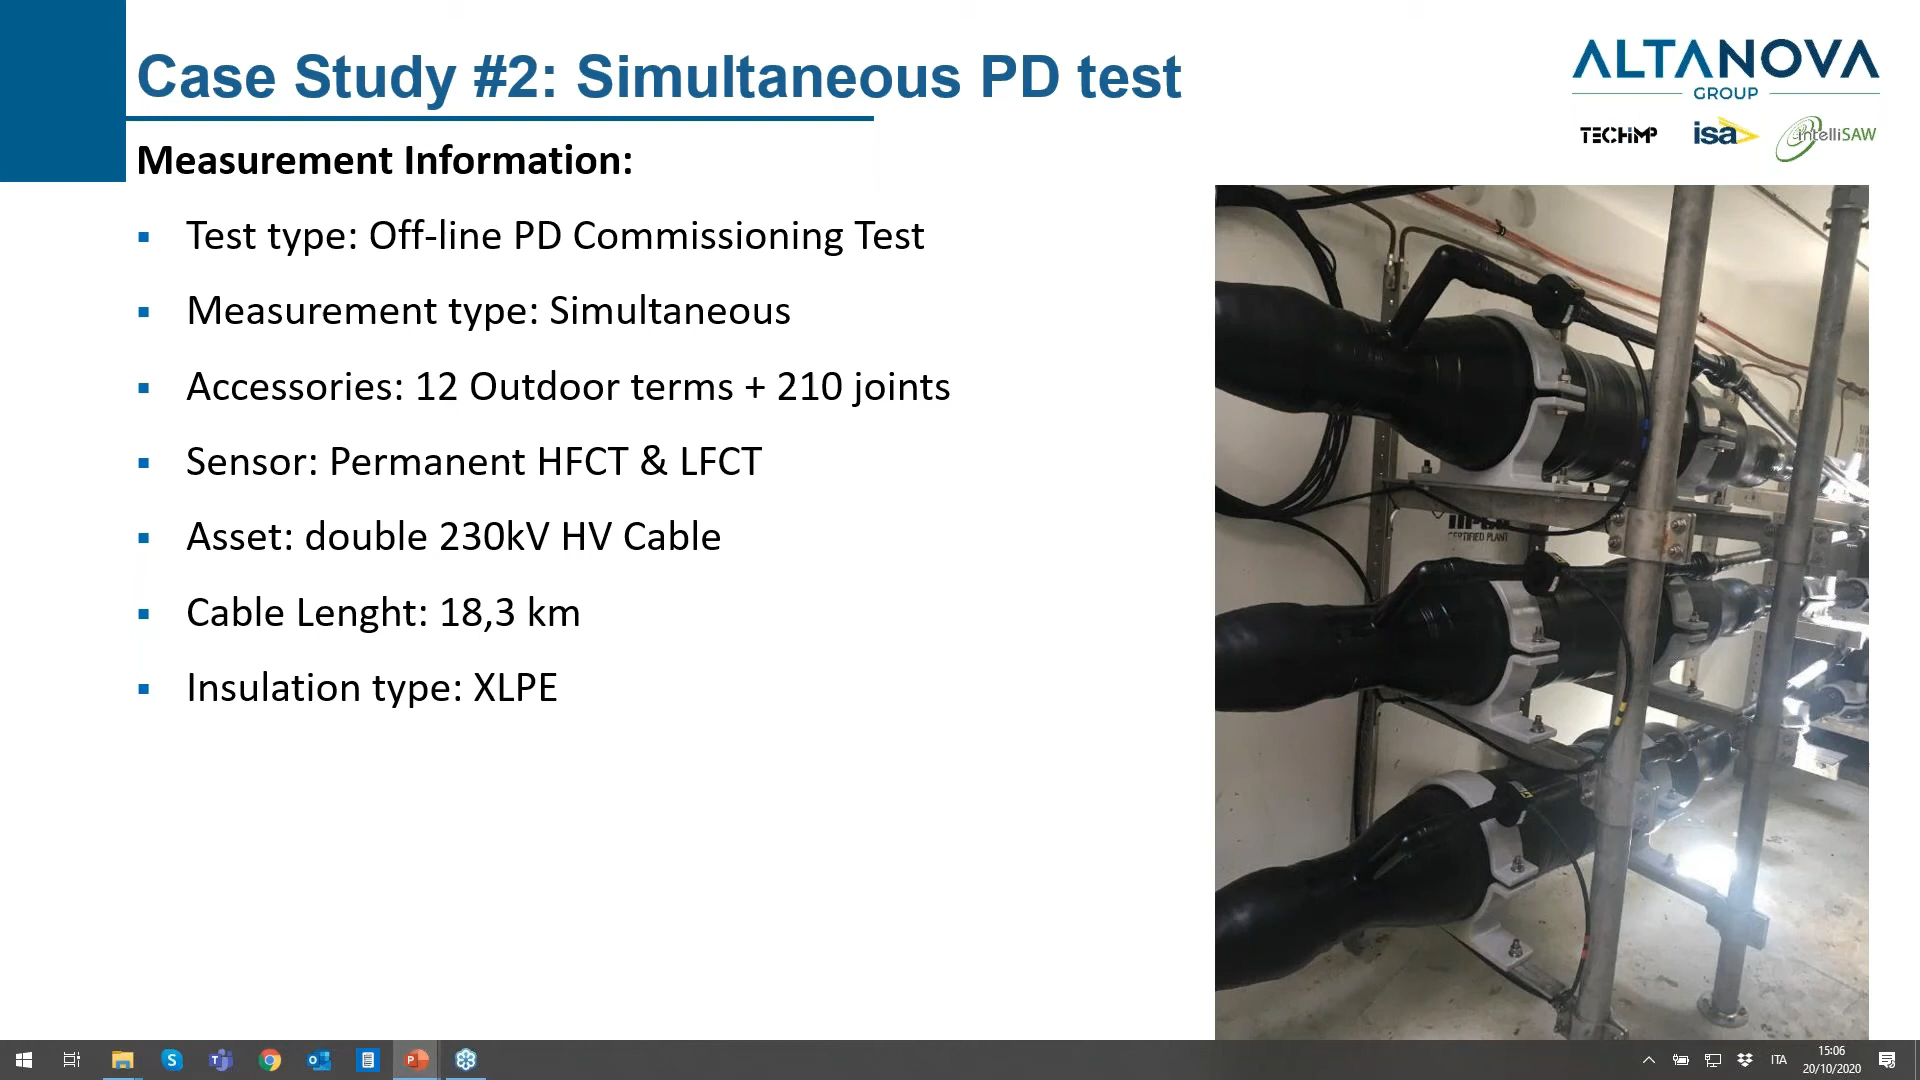 Case Study #2: Simultaneous PD test
ALTANOVA
GROUP
TECHIMP
isa
intelliSAW
Measurement Information:
Test type: Off-line PD Commissioning Test
Measurement type: Simultaneous
Accessories: 12 Outdoor terms + 210 joints
Sensor: Permanent HFCT & LFCT
Asset: double 230kV HV Cable
Cable Lenght: 18,3 km
Insulation type: XLPE
CERTIFIED PLANT
ITA
15:06
20/10/2020